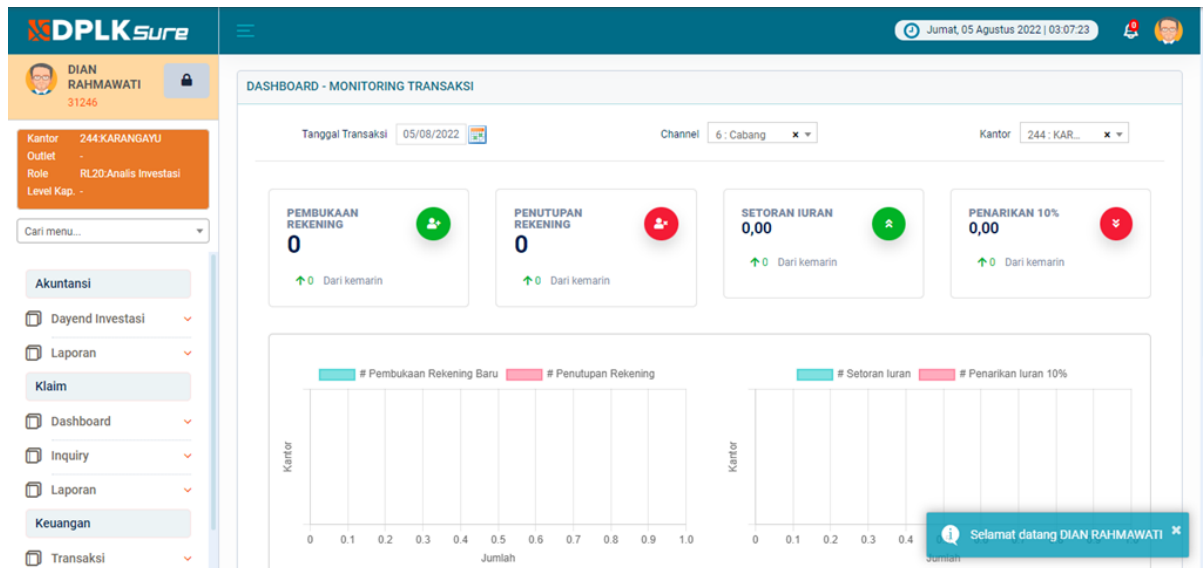 DPLKSure
Jumat, 05 Agustus 2022 | 03:07:23
DIAN
RAHMAWATI
31246
Kantor 244:KARANGAYU
Outlet -
Role RL20:Analis Investasi
Level Kap. -
Cari menu...
Akuntansi
Dayend Investasi
Laporan
Klaim
Dashboard
Inquiry
Laporan
Keuangan
Transaksi
DASHBOARD - MONITORING TRANSAKSI
Tanggal Transaksi 05/08/2022 Channel 6 : Cabang x Kantor 244 : KAR... x
PEMBUKAAN
REKENING
0
0 Dari kemarin
PENUTUPAN
REKENING
0
0 Dari kemarin
SETORAN IURAN
0,00
0 Dari kemarin
PENARIKAN 10%
0,00
0 Dari kemarin
# Pembukaan Rekening Baru # Penutupan Rekening
Kantor
0 0.1 0.2 0.3 0.4 0.5 0.6 0.7 0.8 0.9 1.0
Jumlah
# Setoran Iuran # Penarikan Iuran 10%
Kantor
0 0.1 0.2 0.3 0.4
Jumlah
Selamat datang DIAN RAHMAWATI ×